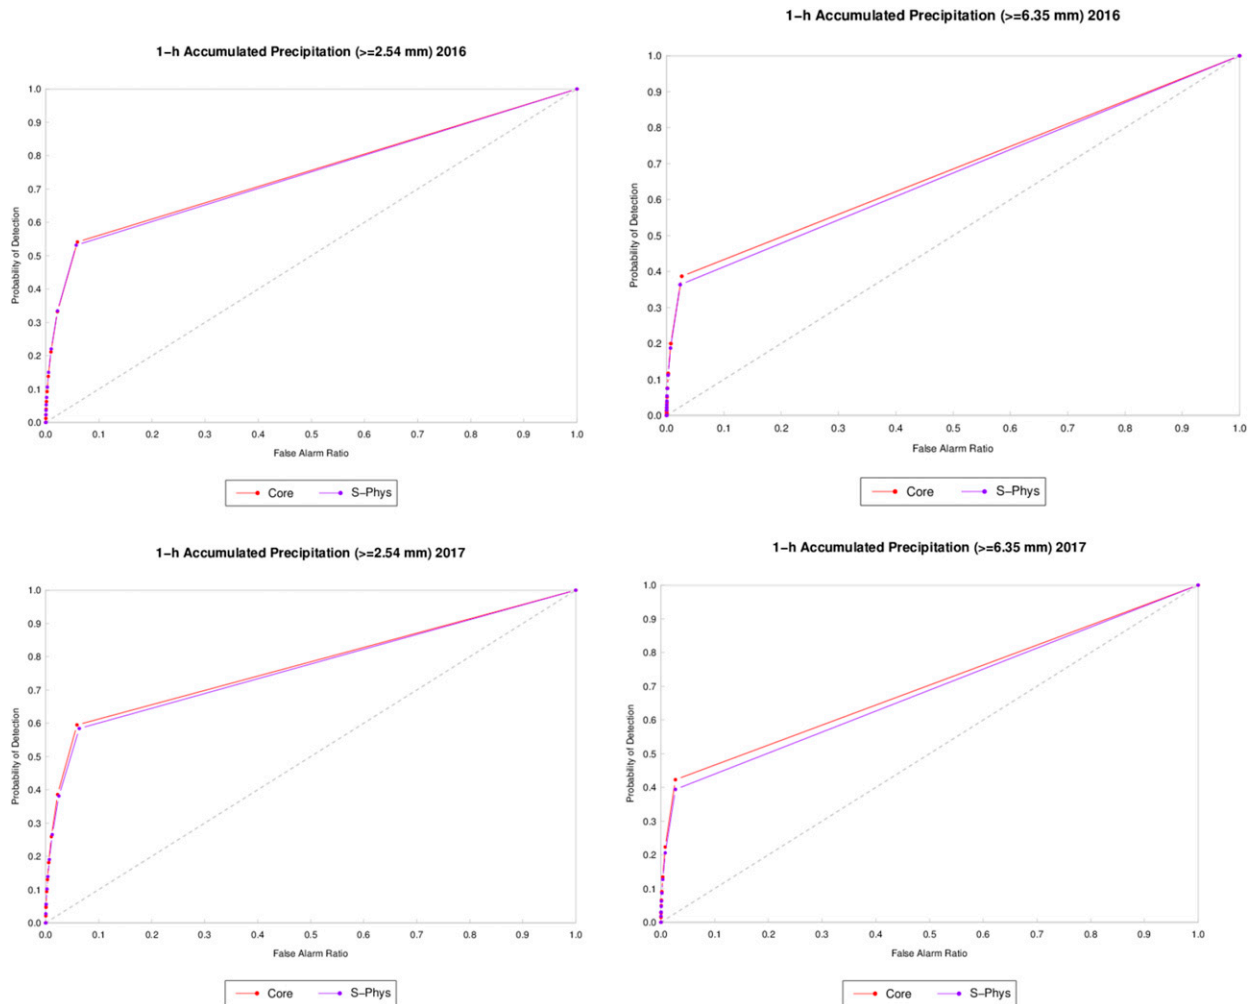 1−h Accumulated Precipitation (>=2.54 mm) 2016
1.0
0.9
0.8
0.7
0.6
0.5
0.4
0.3
0.2
0.1
0.0
Probability of Detection
0.0 0.1 0.2 0.3 0.4 0.5 0.6 0.7 0.8 0.9 1.0
False Alarm Ratio
Core S−Phys
1−h Accumulated Precipitation (>=6.35 mm) 2016
1.0
0.9
0.8
0.7
0.6
0.5
0.4
0.3
0.2
0.1
0.0
Probability of Detection
0.0 0.1 0.2 0.3 0.4 0.5 0.6 0.7 0.8 0.9 1.0
False Alarm Ratio
Core S−Phys
1−h Accumulated Precipitation (>=2.54 mm) 2017
1.0
0.9
0.8
0.7
0.6
0.5
0.4
0.3
0.2
0.1
0.0
Probability of Detection
0.0 0.1 0.2 0.3 0.4 0.5 0.6 0.7 0.8 0.9 1.0
False Alarm Ratio
Core S−Phys
1−h Accumulated Precipitation (>=6.35 mm) 2017
1.0
0.9
0.8
0.7
0.6
0.5
0.4
0.3
0.2
0.1
0.0
Probability of Detection
0.0 0.1 0.2 0.3 0.4 0.5 0.6 0.7 0.8 0.9 1.0
False Alarm Ratio
Core S−Phys